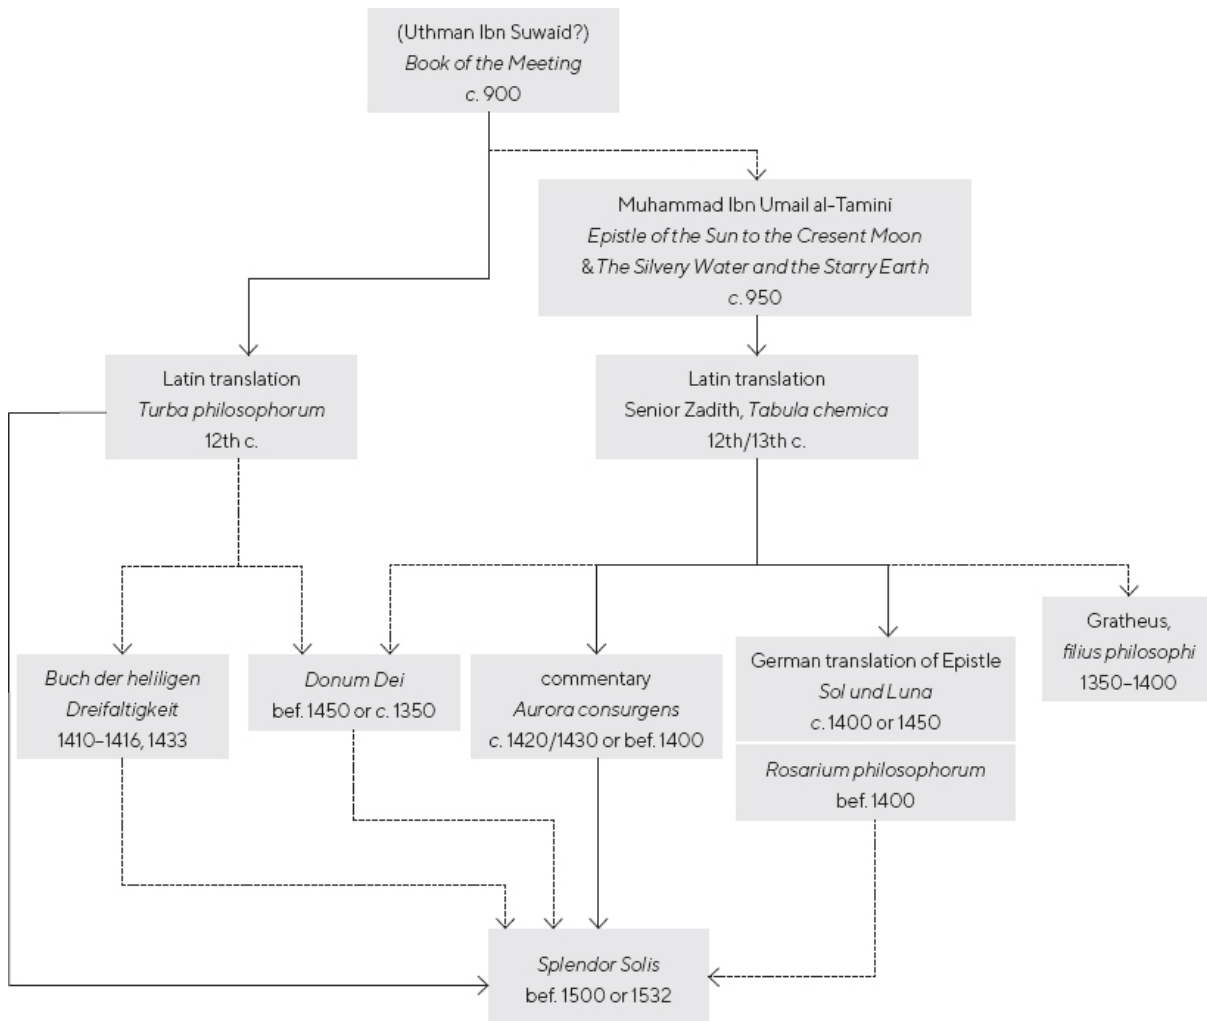 (Uthman Ibn Suwaid?)
Book of the Meeting
c. 900
Muhammad Ibn Umail al-Tamini
Epistle of the Sun to the Cresent Moon
& The Silvery Water and the Starry Earth
c. 950
Latin translation
Turba philosophorum
12th c.
Latin translation
Senior Zadith, Tabula chemica
12th/13th c.
Buch der heliligen
Dreifaltigkeit
1410–1416, 1433
Donum Dei
bef. 1450 or c. 1350
commentary
Aurora consurgens
c. 1420/1430 or bef. 1400
German translation of Epistle
Sol und Luna
c. 1400 or 1450
Rosarium philosophorum
bef. 1400
Gratheus,
filius philosophi
1350–1400
Splendor Solis
bef. 1500 or 1532